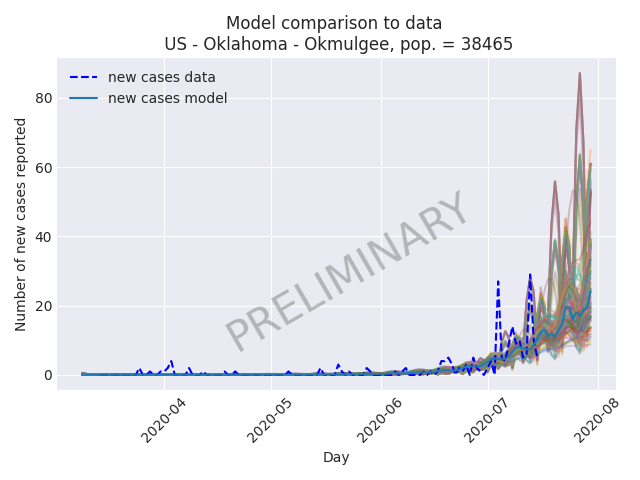 Model comparison to data
US - Oklahoma - Okmulgee, pop. = 38465
new cases data
new cases model
Number of new cases reported
80
60
40
20
0
PRELIMINARY
2020-04
2020-05
2020-06
2020-07
2020-08
Day